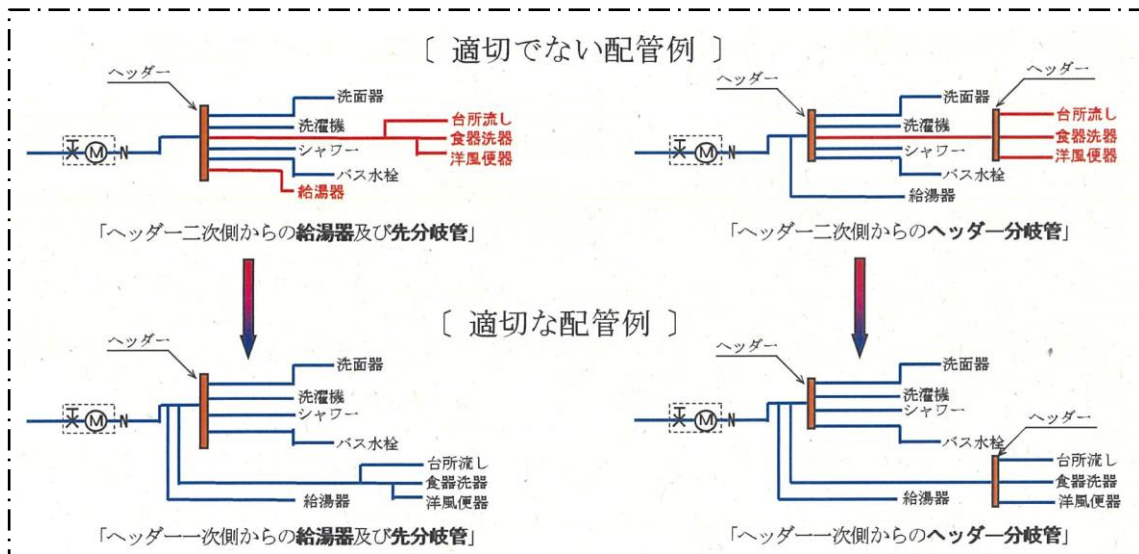 〔 適切でない配管例 〕
ヘッダー
洗面器
洗濯機
シャワー
バス水栓
給湯器
台所流し
食器洗器
洋風便器
M
N
「ヘッダー二次側からの給湯器及び先分岐管」
ヘッダー
ヘッダー
洗面器
洗濯機
シャワー
バス水栓
給湯器
台所流し
食器洗器
洋風便器
M
N
「ヘッダー二次側からのヘッダー分岐管」
〔 適切な配管例 〕
ヘッダー
洗面器
洗濯機
シャワー
バス水栓
台所流し
食器洗器
洋風便器
給湯器
M
N
「ヘッダー一次側からの給湯器及び先分岐管」
ヘッダー
洗面器
洗濯機
シャワー
バス水栓
ヘッダー
台所流し
食器洗器
洋風便器
給湯器
M
N
「ヘッダー一次側からのヘッダー分岐管」